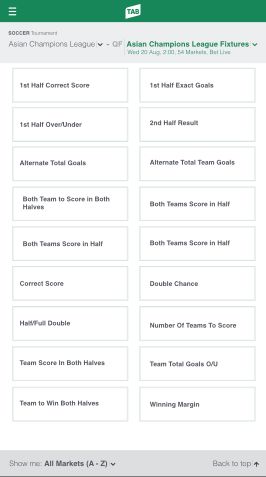 TAB
SOCCER Tournament
Asian Champions League - QF Asian Champions League Fixtures
Wed 20 Aug, 2:00, 54 Markets, Bet Live
1st Half Correct Score
1st Half Exact Goals
1st Half Over/Under
2nd Half Result
Alternate Total Goals
Alternate Total Team Goals
Both Team to Score in Both
Halves
Both Teams Score in Half
Both Teams Score in Half
Both Teams Score in Half
Correct Score
Double Chance
Half/Full Double
Number Of Teams To Score
Team Score In Both Halves
Team Total Goals O/U
Team to Win Both Halves
Winning Margin
Show me: All Markets (A - Z)
Back to top